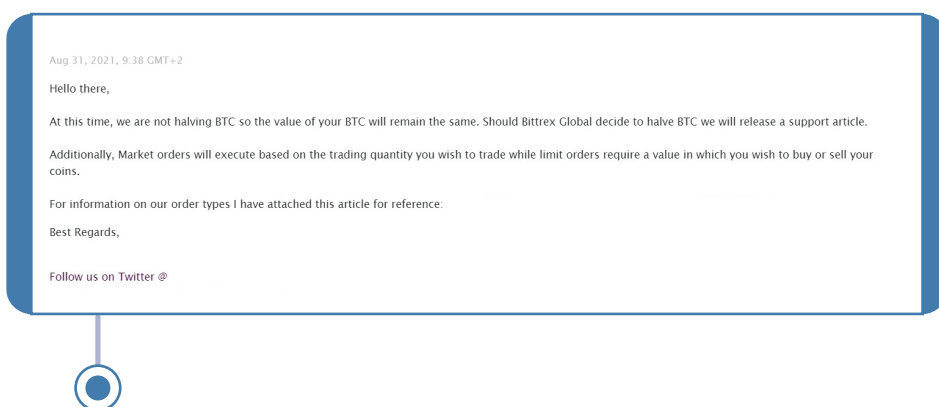 Aug 31, 2021, 9:38 GMT+2
Hello there,
At this time, we are not halving BTC so the value of your BTC will remain the same. Should Bittrex Global decide to halve BTC we will release a support article.
Additionally, Market orders will execute based on the trading quantity you wish to trade while limit orders require a value in which you wish to buy or sell your
coins.
For information on our order types I have attached this article for reference:
Best Regards,
Follow us on Twitter @